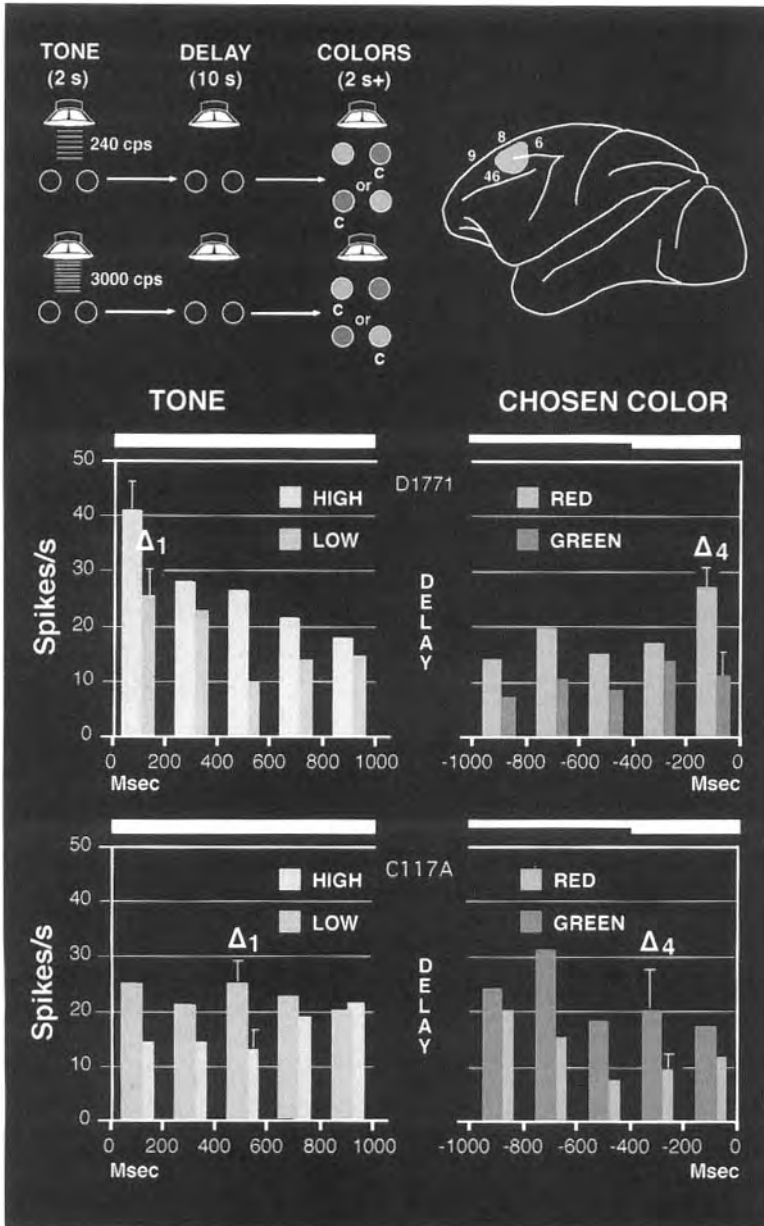 TONE DELAY COLORS
(2 s) (10 s) (2 s+)
240 cps
C
or
C
3000 cps
C
or
C
9 8 6
46
TONE
CHOSEN COLOR
D1771
Spikes/s
50
40
30
20
10
0
HIGH
LOW
Δ1
0 200 400 600 800 1000
Msec
DELAY
RED
GREEN
Δ4
-1000 -800 -600 -400 -200 0
Msec
C117A
Spikes/s
50
40
30
20
10
0
HIGH
LOW
Δ1
0 200 400 600 800 1000
Msec
DELAY
RED
GREEN
Δ4
-1000 -800 -600 -400 -200 0
Msec